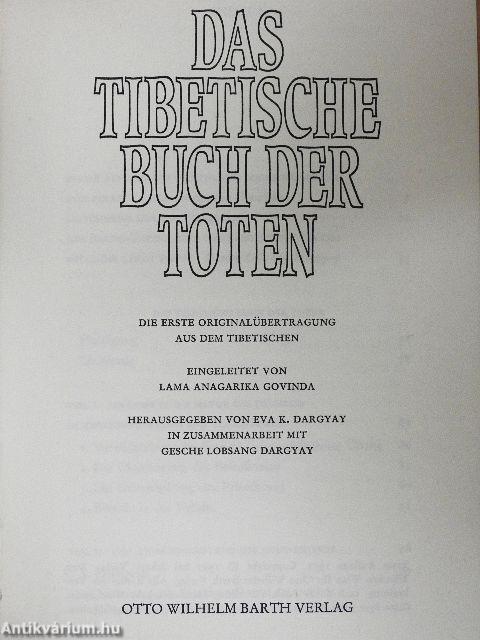 DAS
TIBETISCHE
BUCH DER
TOTEN
DIE ERSTE ORIGINALÜBERTRAGUNG
AUS DEM TIBETISCHEN
EINGELEITET VON
LAMA ANAGARIKA GOVINDA
HERAUSGEGEBEN VON EVA K. DARGYAY
IN ZUSAMMENARBEIT MIT
GESCHE LOBSANG DARGYAY
OTTO WILHELM BARTH VERLAG
Antikvárium.hu